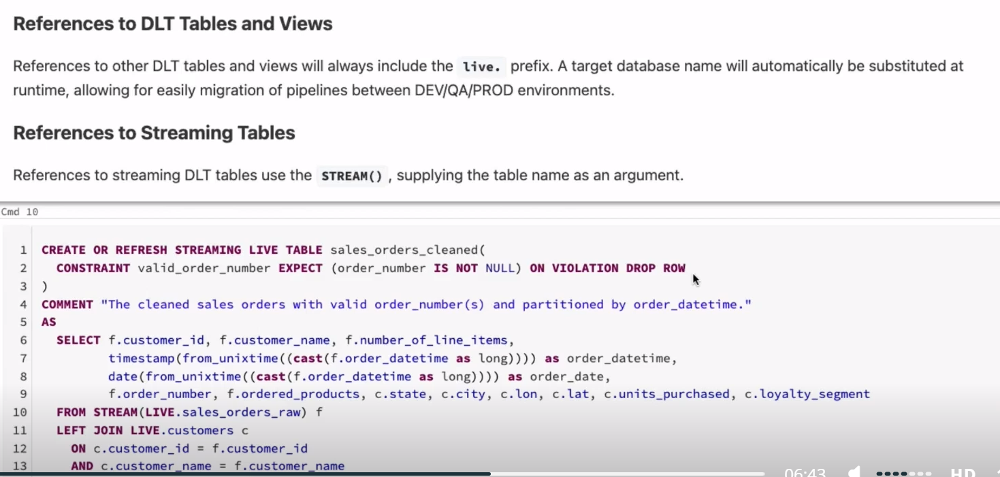 References to DLT Tables and Views
References to other DLT tables and views will always include the live. prefix. A target database name will automatically be substituted at
runtime, allowing for easily migration of pipelines between DEV/QA/PROD environments.
References to Streaming Tables
References to streaming DLT tables use the STREAM() , supplying the table name as an argument.
Cmd 10
1 CREATE OR REFRESH STREAMING LIVE TABLE sales_orders_cleaned(
2 CONSTRAINT valid_order_number EXPECT (order_number IS NOT NULL) ON VIOLATION DROP ROW
3 )
4 COMMENT "The cleaned sales orders with valid order_number(s) and partitioned by order_datetime."
5 AS
6 SELECT f.customer_id, f.customer_name, f.number_of_line_items,
7 timestamp(from_unixtime((cast(f.order_datetime as long)))) as order_datetime,
8 date(from_unixtime((cast(f.order_datetime as long)))) as order_date,
9 f.order_number, f.ordered_products, c.state, c.city, c.lon, c.lat, c.units_purchased, c.loyalty_segment
10 FROM STREAM(LIVE.sales_orders_raw) f
11 LEFT JOIN LIVE.customers c
12 ON c.customer_id = f.customer_id
13 AND c.customer_name = f.customer_name
06:43 HD